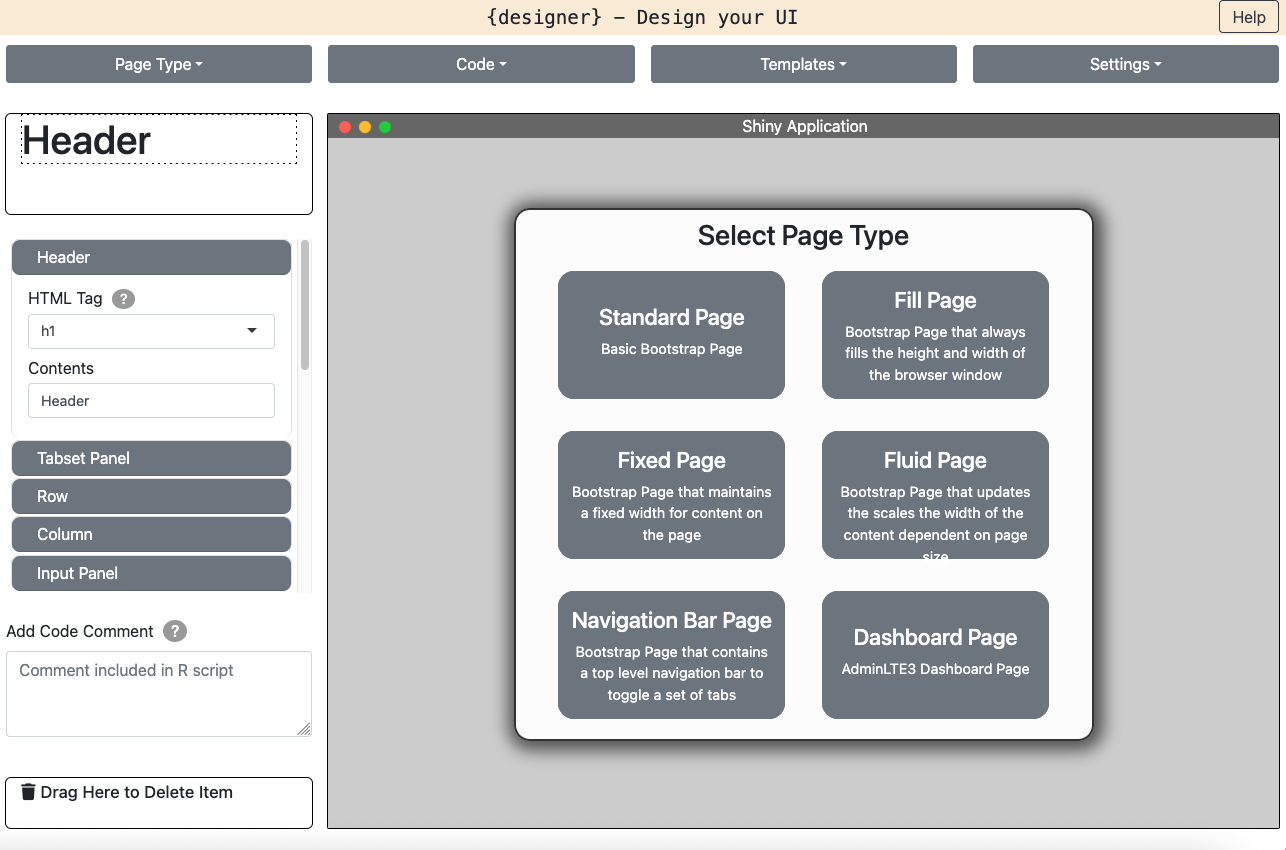 {designer} – Design your UI
Help
Page Type
Code
Templates
Settings
Header
Header
HTML Tag ?
h1
Contents
Header
Tabset Panel
Row
Column
Input Panel
Add Code Comment ?
Comment included in R script
Drag Here to Delete Item
Shiny Application
Select Page Type
Standard Page
Basic Bootstrap Page
Fill Page
Bootstrap Page that always
fills the height and width of
the browser window
Fixed Page
Bootstrap Page that maintains
a fixed width for content on
the page
Fluid Page
Bootstrap Page that updates
the scales the width of the
content dependent on page
size
Navigation Bar Page
Bootstrap Page that contains
a top level navigation bar to
toggle a set of tabs
Dashboard Page
AdminLTE3 Dashboard Page